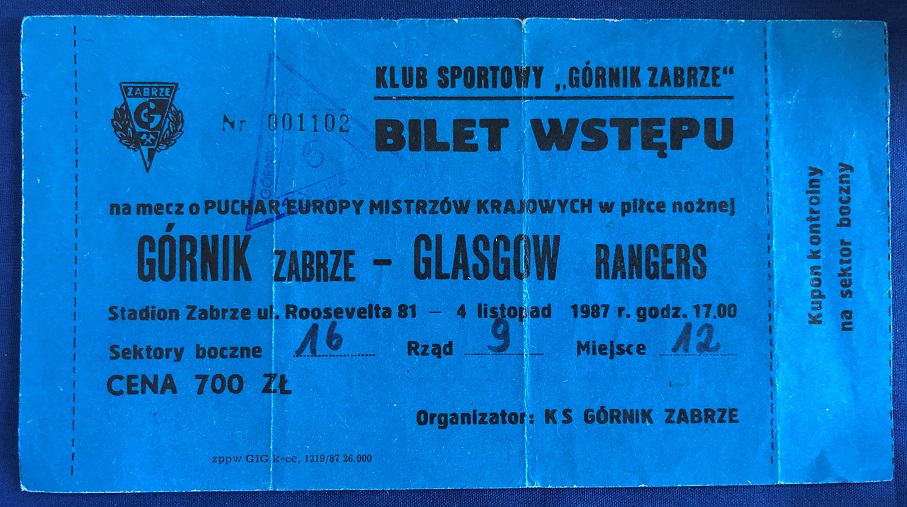 KLUB SPORTOWY „GÓRNIK ZABRZE"
ZABRZE
G
Nr 001102
6
BILET WSTĘPU
na mecz o PUCHAR EUROPY MISTRZÓW KRAJOWYCH w piłce nożnej
GÓRNIK ZABRZE – GLASGOW RANGERS
Stadion Zabrze ul. Roosevelta 81 – 4 listopad 1987 r. godz. 17.00
Sektory boczne 16 Rząd 9 Miejsce 12
CENA 700 ZŁ
Organizator: KS GÓRNIK ZABRZE
zppw G1G k-ce, 1319/87 26.000
Kupon kontrolny
na sektor boczny